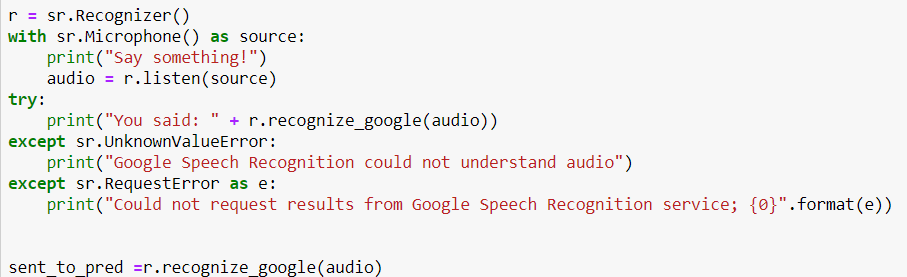 r = sr.Recognizer()
with sr.Microphone() as source:
    print("Say something!")
    audio = r.listen(source)
try:
    print("You said: " + r.recognize_google(audio))
except sr.UnknownValueError:
    print("Google Speech Recognition could not understand audio")
except sr.RequestError as e:
    print("Could not request results from Google Speech Recognition service; {0}".format(e))
sent_to_pred =r.recognize_google(audio)